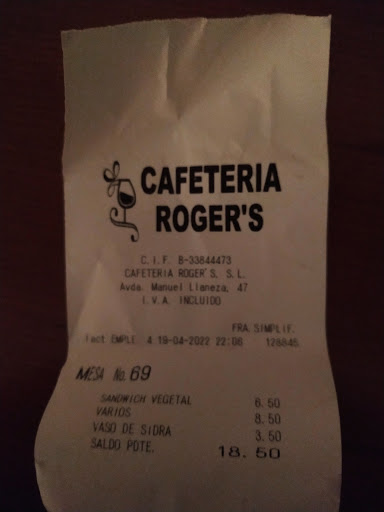 CAFETERIA
ROGER'S
C.I.F. B-33844473
CAFETERIA ROGER'S, S.L.
Avda. Manuel Llaneza, 47
I.V.A. INCLUIDO
FRA.SIMPLIF.
fact EMPLE. 4 19-04-2022 22:06 128845
MESA No. 69
SANDWICH VEGETAL 6.50
VARIOS 8.50
VASO DE SIDRA 3.50
SALDO PDTE. 18.50